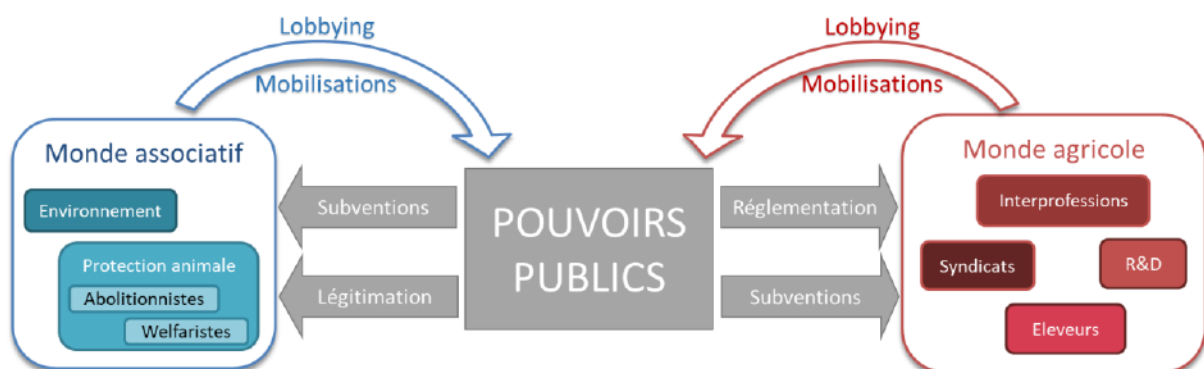 Lobbying
Mobilisations
Lobbying
Mobilisations
Monde associatif
Environnement
Protection animale
Abolitionnistes
Welfaristes
Subventions
Légitimation
POUVOIRS
PUBLICS
Réglementation
Subventions
Monde agricole
Interprofessions
Syndicats
R&D
Eleveurs